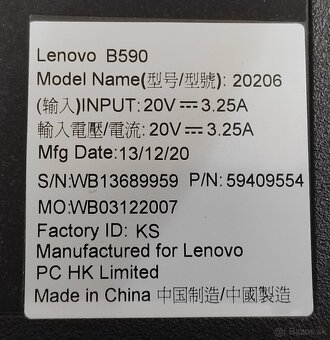 Lenovo B590
Model Name(型号/型號): 20206
(输入)INPUT: 20V⎓3.25A
輸入電壓/電流: 20V⎓3.25A
Mfg Date:13/12/20
S/N:WB13689959 P/N: 59409554
MO:WB03122007
Factory ID: KS
Manufactured for Lenovo
PC HK Limited
Made in China 中国制造/中國製造
Bazos.sk